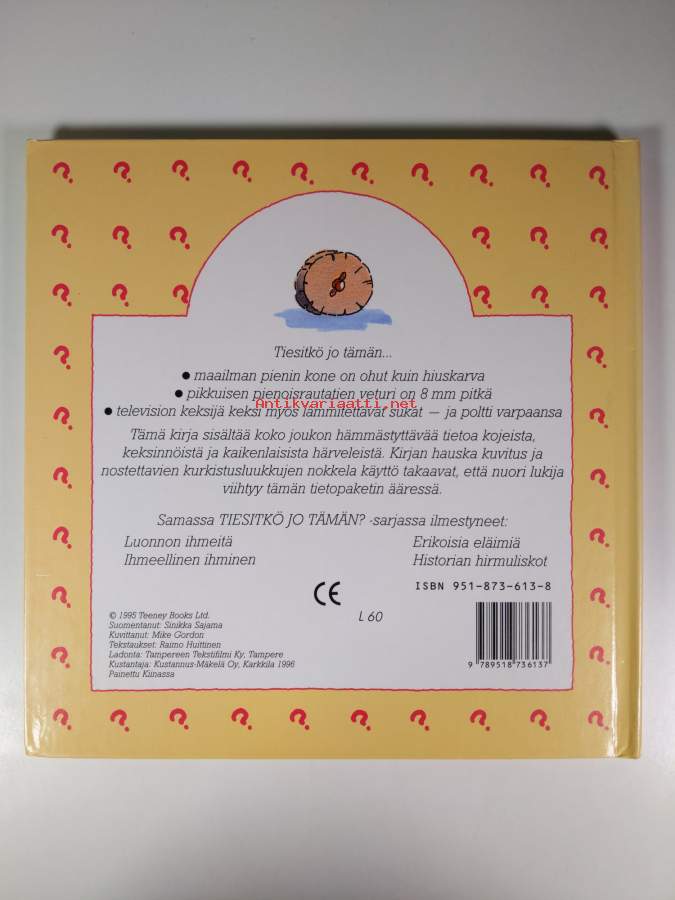 Tiesitkö jo tämän...
● maailman pienin kone on ohut kuin hiuskarva
● pikkuisen pienoisrautatien veturi on 8 mm pitkä
Antikvariaatti.net
● television keksijä keksi myös lämmitettävät sukat — ja poltti varpaansa
Tämä kirja sisältää koko joukon hämmästyttävää tietoa kojeista,
keksinnöistä ja kaikenlaisista härveleistä. Kirjan hauska kuvitus ja
nostettavien kurkistusluukkujen nokkela käyttö takaavat, että nuori lukija
viihtyy tämän tietopaketin ääressä.
Samassa TIESITKÖ JO TÄMÄN? -sarjassa ilmestyneet:
Luonnon ihmeitä
Erikoisia eläimiä
Ihmeellinen ihminen
Historian hirmuliskot
ISBN 951-873-613-8
CE
L 60
© 1995 Teeney Books Ltd.
Suomentanut: Sinikka Sajama
Kuvittanut: Mike Gordon
Tekstaukset: Raimo Huittinen
Ladonta: Tampereen Tekstifilmi Ky, Tampere
Kustantaja: Kustannus-Mäkelä Oy, Karkkila 1996
Painettu Kiinassa
9 789518 736137